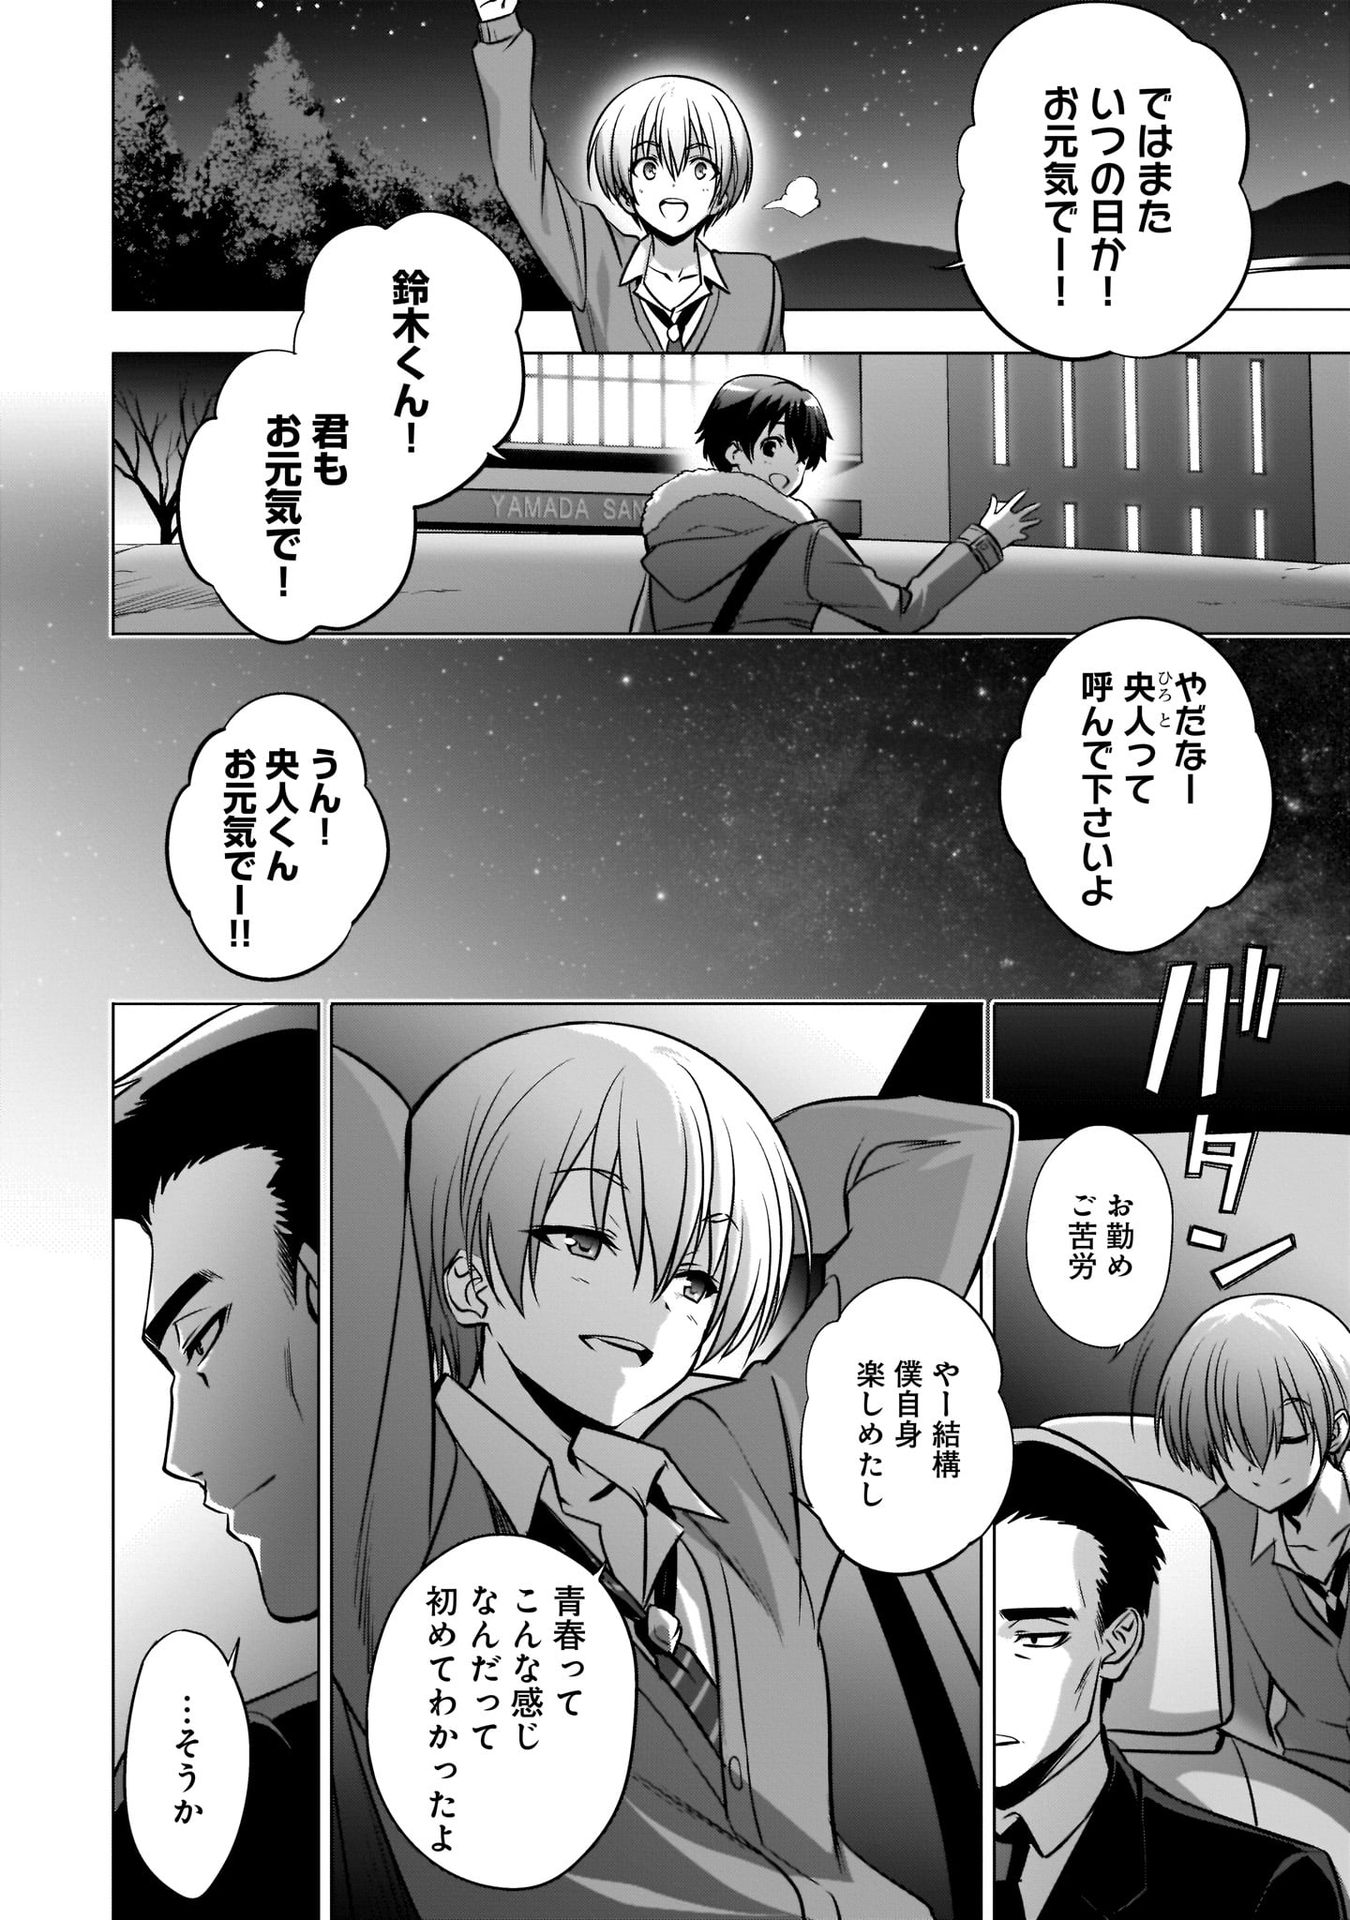 ではまた
いつの日か！
お元気でー！
鈴木くん！
君も
お元気で！
YAMADA SAN
やだなー
央人って
ひろと
呼んで下さいよ
うん！
央人くん
お元気でー!!
バタン
お勤め
ご苦労
やー結構
僕自身
楽しめたし
青春って
こんな感じ
なんだって
初めてわかったよ
…そうか